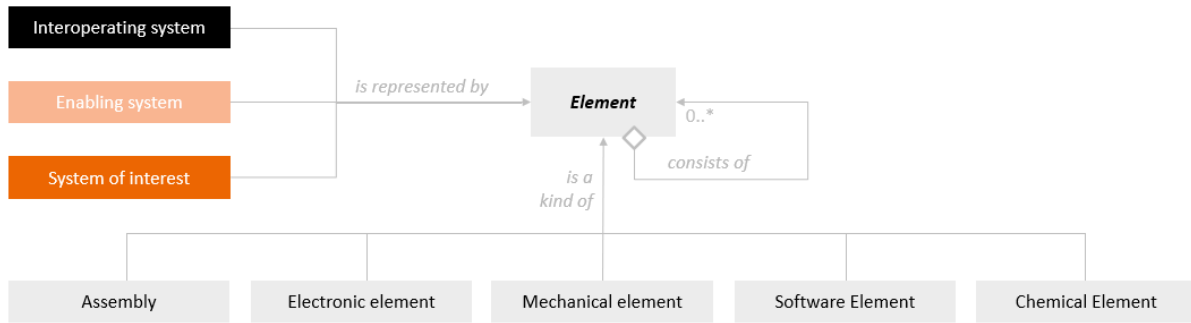 Interoperating system
Enabling system
is represented by
Element
0..*
System of interest
consists of
is a
kind of
Assembly
Electronic element
Mechanical element
Software Element
Chemical Element